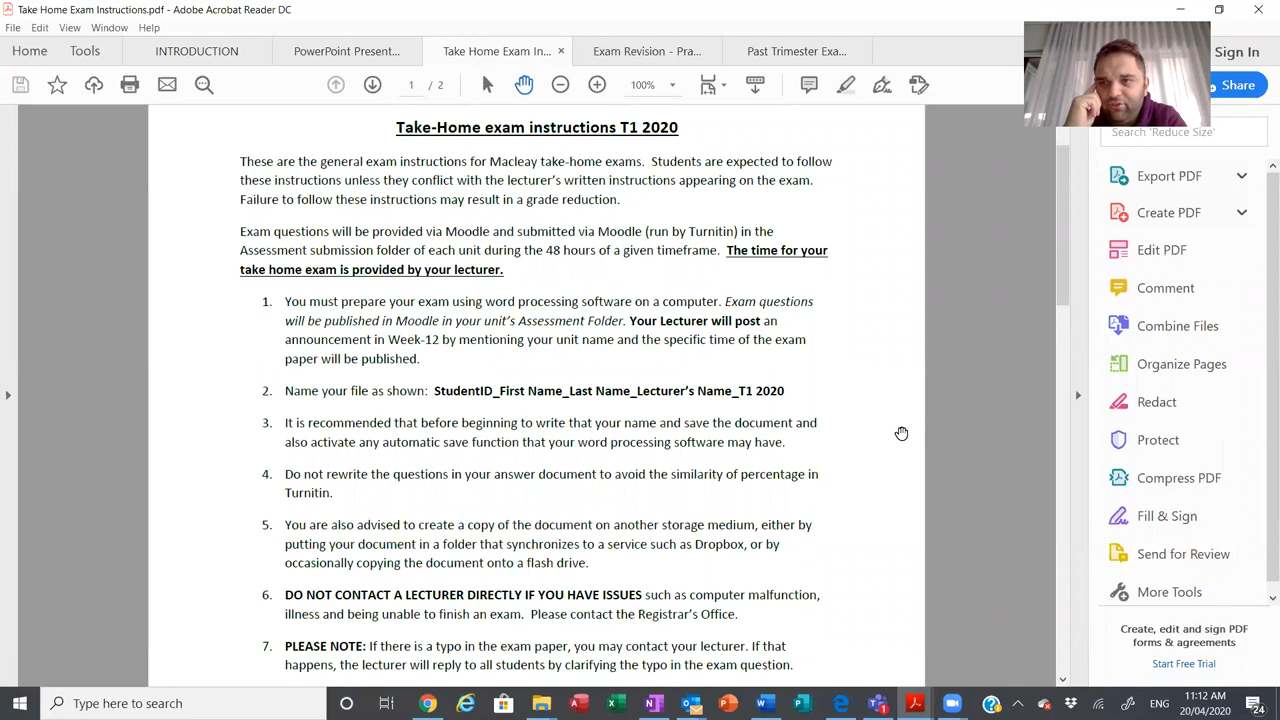 Take Home Exam Instructions.pdf - Adobe Acrobat Reader DC
File Edit View Window Help
Home Tools INTRODUCTION PowerPoint Present... Take Home Exam In... × Exam Revision - Pra... Past Trimester Exa... Sign In
1 / 2 100% Share
Search 'Reduce Size'
Take-Home exam instructions T1 2020
These are the general exam instructions for Macleay take-home exams. Students are expected to follow
these instructions unless they conflict with the lecturer's written instructions appearing on the exam.
Failure to follow these instructions may result in a grade reduction.
Exam questions will be provided via Moodle and submitted via Moodle (run by Turnitin) in the
Assessment submission folder of each unit during the 48 hours of a given timeframe. The time for your
take home exam is provided by your lecturer.
1. You must prepare your exam using word processing software on a computer. Exam questions
will be published in Moodle in your unit's Assessment Folder. Your Lecturer will post an
announcement in Week-12 by mentioning your unit name and the specific time of the exam
paper will be published.
2. Name your file as shown: StudentID_First Name_Last Name_Lecturer's Name_T1 2020
3. It is recommended that before beginning to write that your name and save the document and
also activate any automatic save function that your word processing software may have.
4. Do not rewrite the questions in your answer document to avoid the similarity of percentage in
Turnitin.
5. You are also advised to create a copy of the document on another storage medium, either by
putting your document in a folder that synchronizes to a service such as Dropbox, or by
occasionally copying the document onto a flash drive.
6. DO NOT CONTACT A LECTURER DIRECTLY IF YOU HAVE ISSUES such as computer malfunction,
illness and being unable to finish an exam. Please contact the Registrar's Office.
7. PLEASE NOTE: If there is a typo in the exam paper, you may contact your lecturer. If that
happens, the lecturer will reply to all students by clarifying the typo in the exam question.
Export PDF
Create PDF
Edit PDF
Comment
Combine Files
Organize Pages
Redact
Protect
Compress PDF
Fill & Sign
Send for Review
More Tools
Create, edit and sign PDF
forms & agreements
Start Free Trial
Type here to search
ENG
11:12 AM
20/04/2020
24